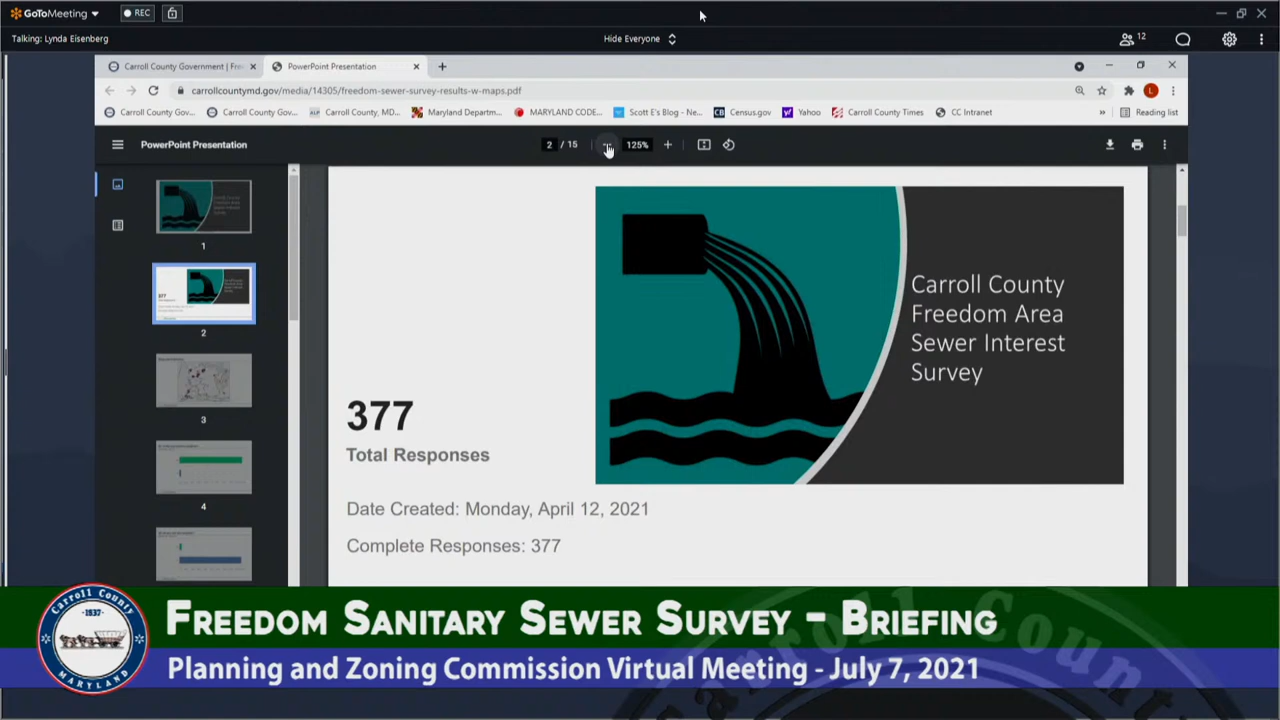 GoToMeeting
REC
Talking: Lynda Eisenberg
Hide Everyone
12
Carroll County Government | Fre
PowerPoint Presentation
carrollcountymd.gov/media/14305/freedom-sewer-survey-results-w-maps.pdf
Carroll County Gov...
Carroll County Gov...
Carroll County, MD...
Maryland Departm...
MARYLAND CODE...
Scott E's Blog - Ne...
Census.gov
Yahoo
Carroll County Times
CC Intranet
»
Reading list
PowerPoint Presentation
2 / 15
125%
1
2
3
4
Carroll County
Freedom Area
Sewer Interest
Survey
377
Total Responses
Date Created: Monday, April 12, 2021
Complete Responses: 377
Carroll County
1837
MARYLAND
Freedom Sanitary Sewer Survey - Briefing
Planning and Zoning Commission Virtual Meeting - July 7, 2021